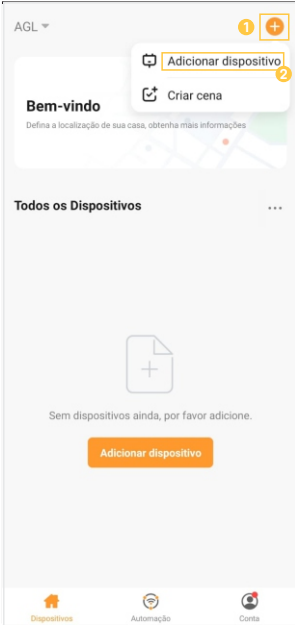 AGL
1
Adicionar dispositivo
2
Criar cena
Bem-vindo
Defina a localização de sua casa, obtenha mais informações
Todos os Dispositivos
Sem dispositivos ainda, por favor adicione.
Adicionar dispositivo
Dispositivos
Automação
Conta